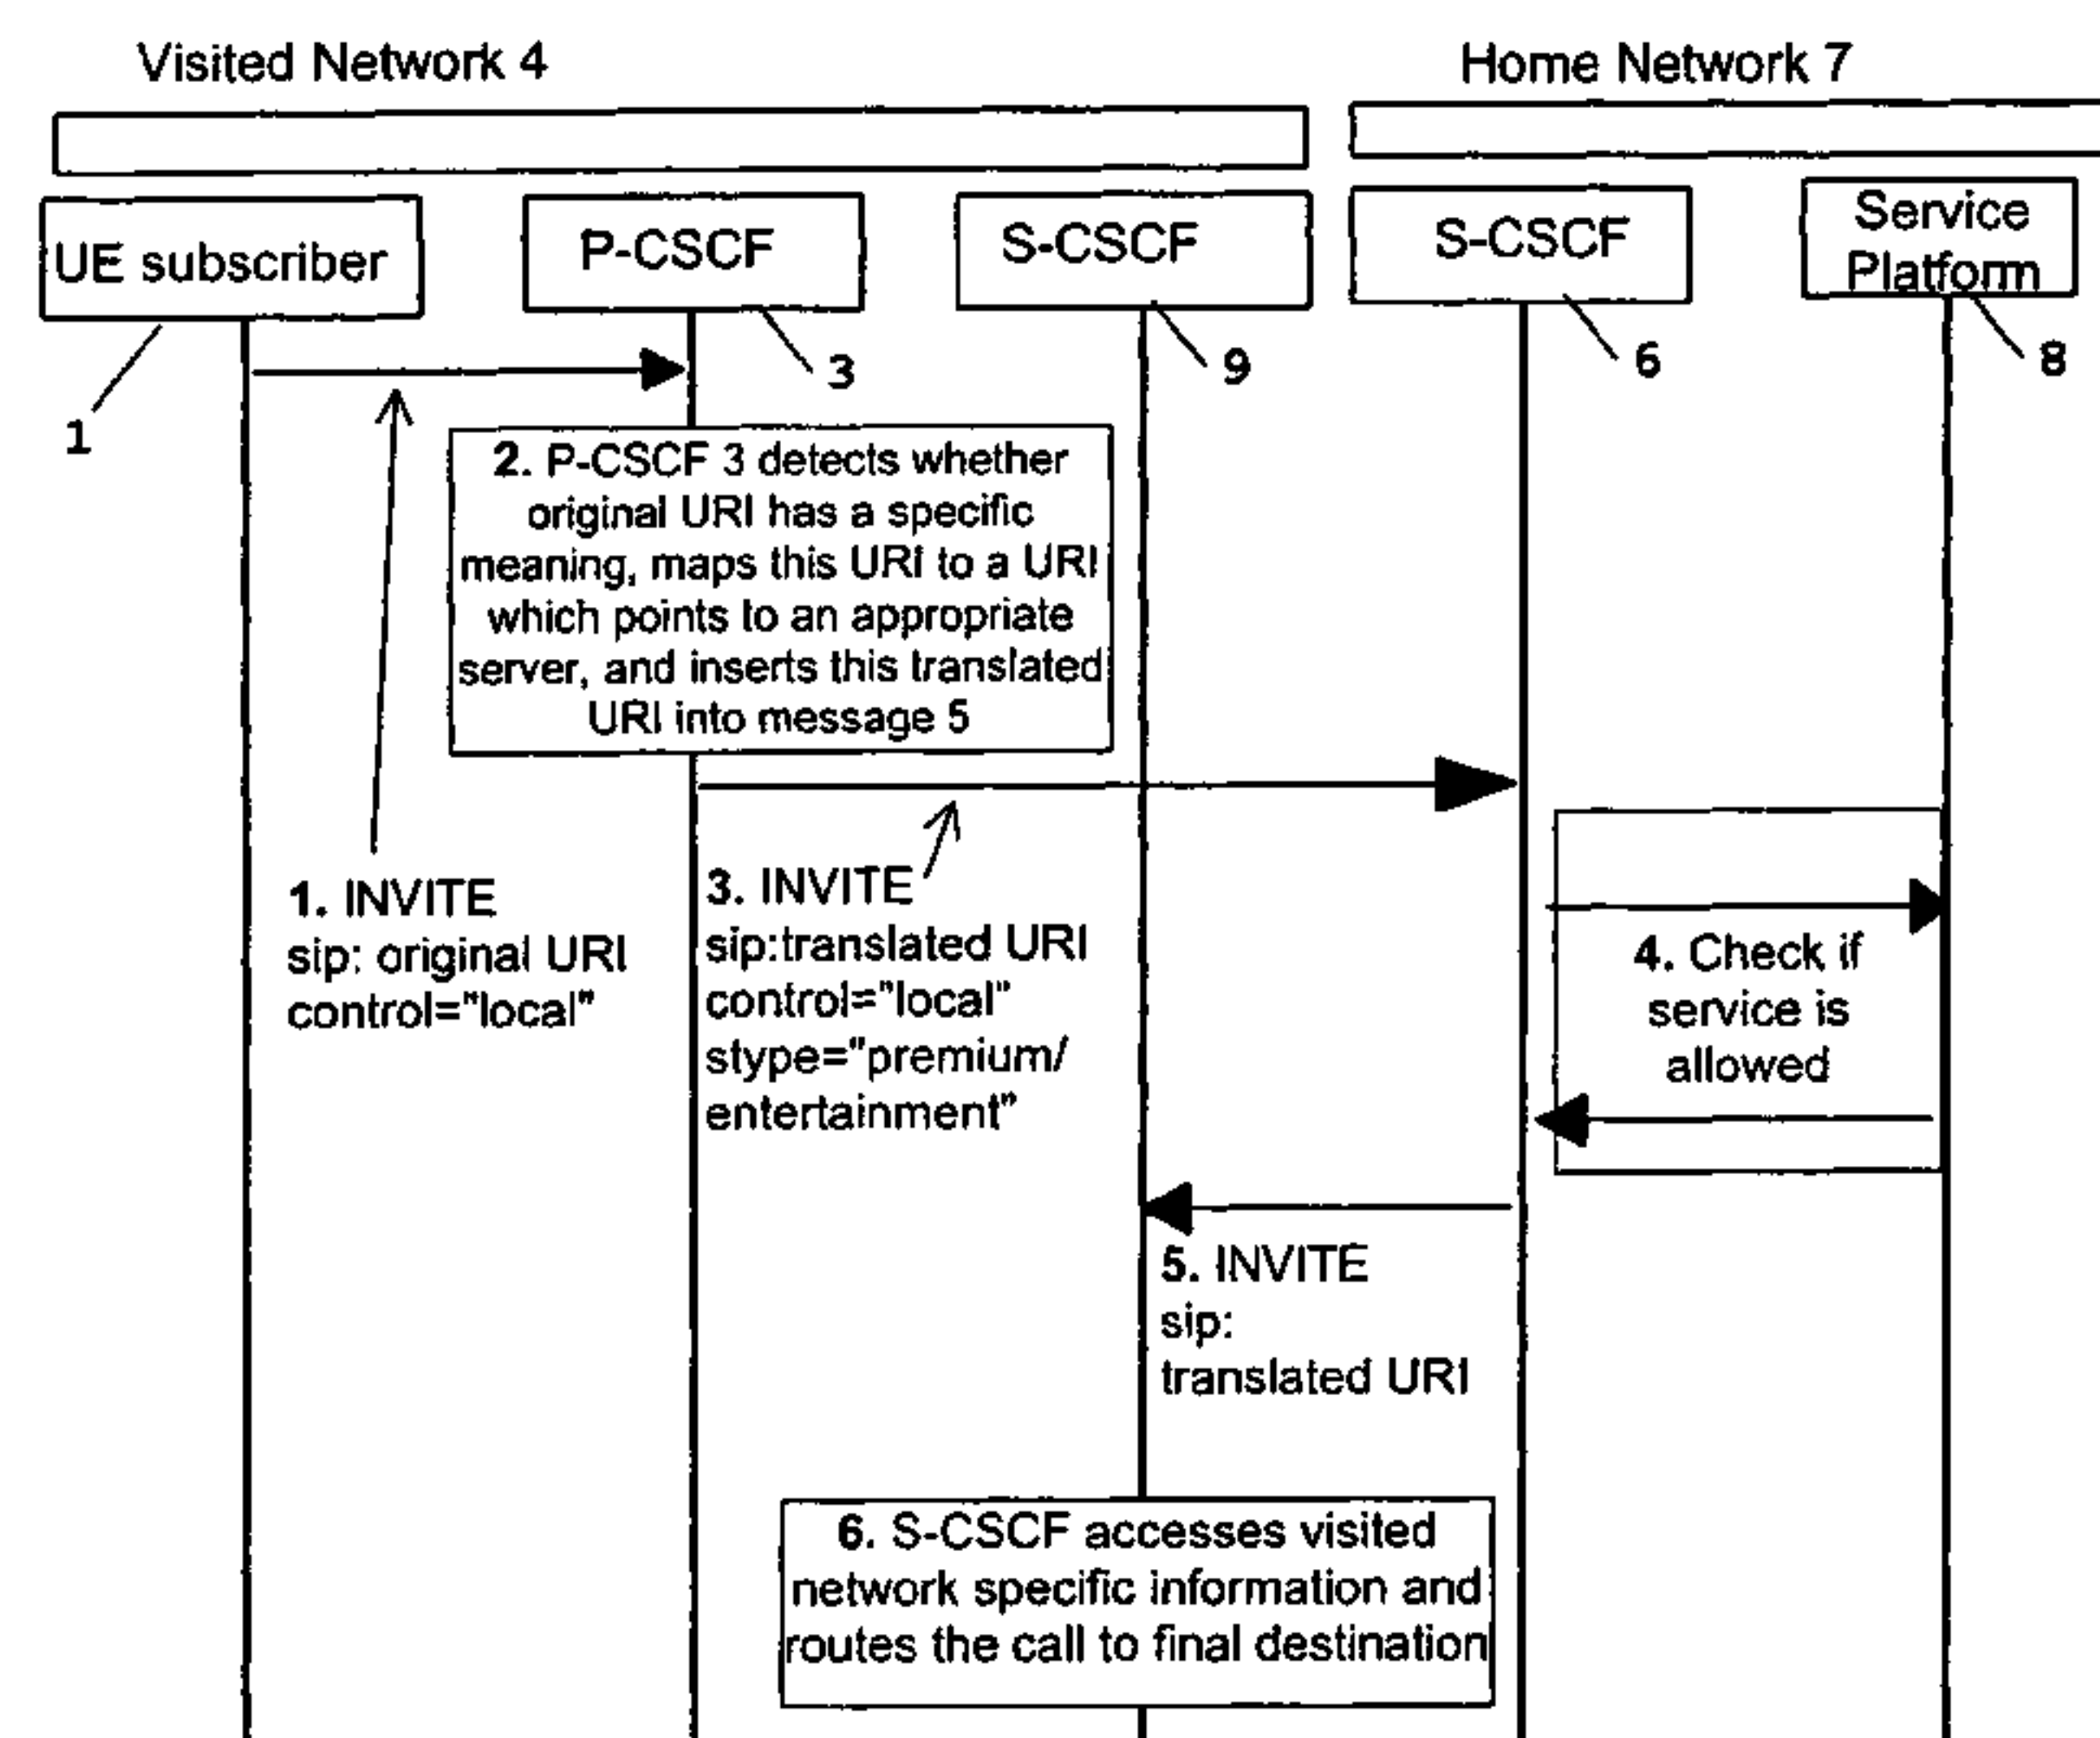 Visited Network 4
Home Network 7
UE subscriber
P-CSCF
S-CSCF
S-CSCF
Service
Platform
1
3
9
6
8
2. P-CSCF 3 detects whether
original URI has a specific
meaning, maps this URI to a URI
which points to an appropriate
server, and inserts this translated
URI into message 5
1. INVITE
sip: original URI
control="local"
3. INVITE
sip:translated URI
control="local"
stype="premium/
entertainment"
4. Check if
service is
allowed
5. INVITE
sip:
translated URI
6. S-CSCF accesses visited
network specific information and
routes the call to final destination